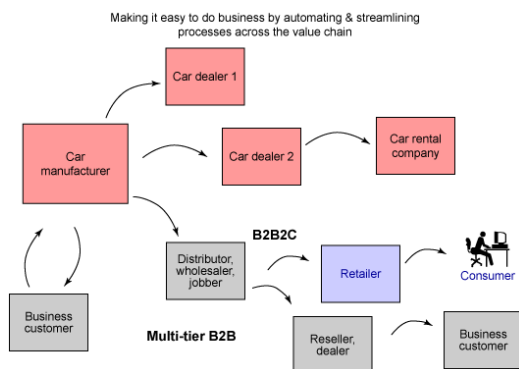 Making it easy to do business by automating & streamlining
processes across the value chain
Car dealer 1
Car
manufacturer
Car dealer 2
Car rental
company
B2B2C
Distributor,
wholesaler,
jobber
Retailer
Consumer
Business
customer
Multi-tier B2B
Reseller,
dealer
Business
customer